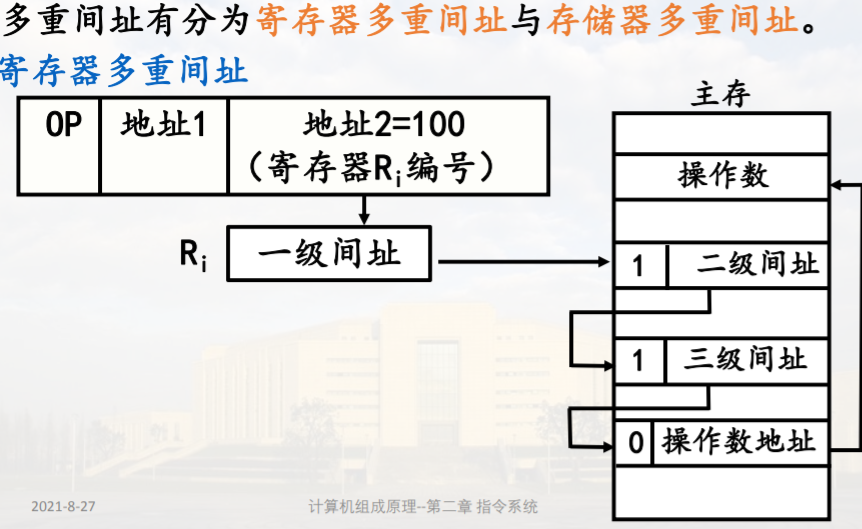 多重间址有分为寄存器多重间址与存储器多重间址。
寄存器多重间址
主存
OP
地址1
地址2=100
(寄存器Ri编号)
操作数
Ri
一级间址
1
二级间址
1
三级间址
0
操作数地址
2021-8-27
计算机组成原理--第二章 指令系统